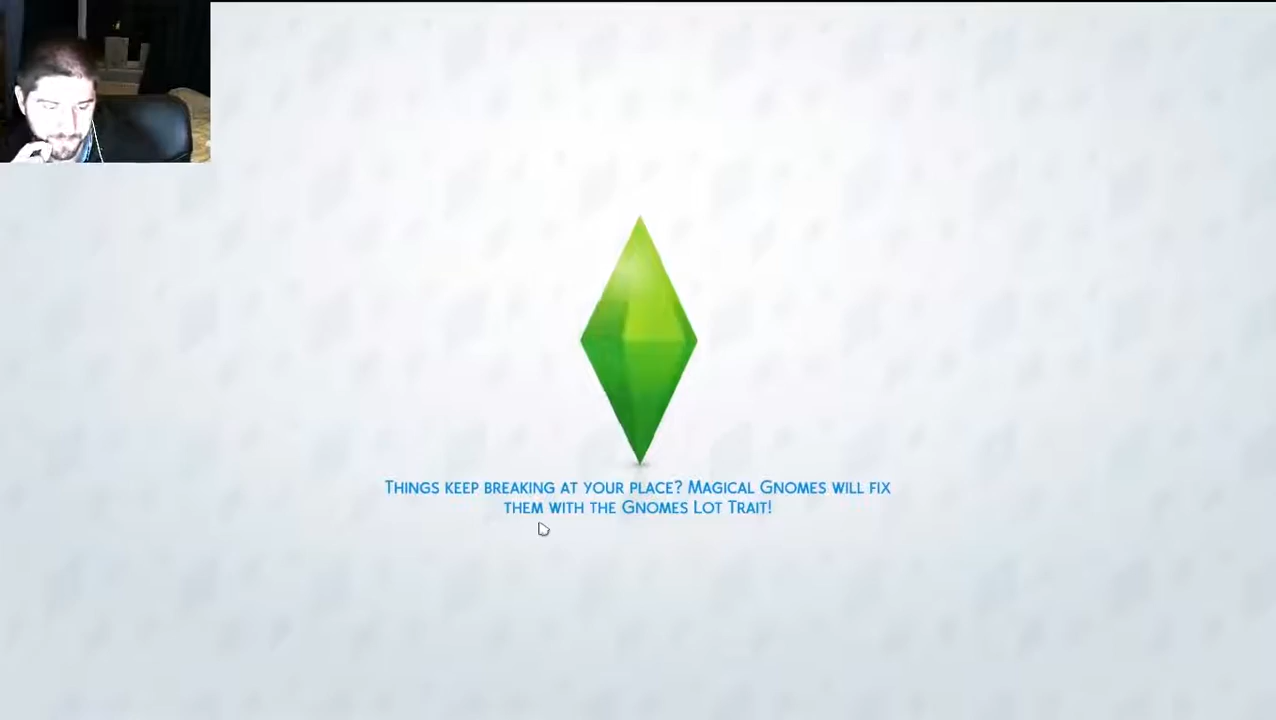 Things keep breaking at your place? Magical Gnomes will fix
them with the Gnomes Lot Trait!